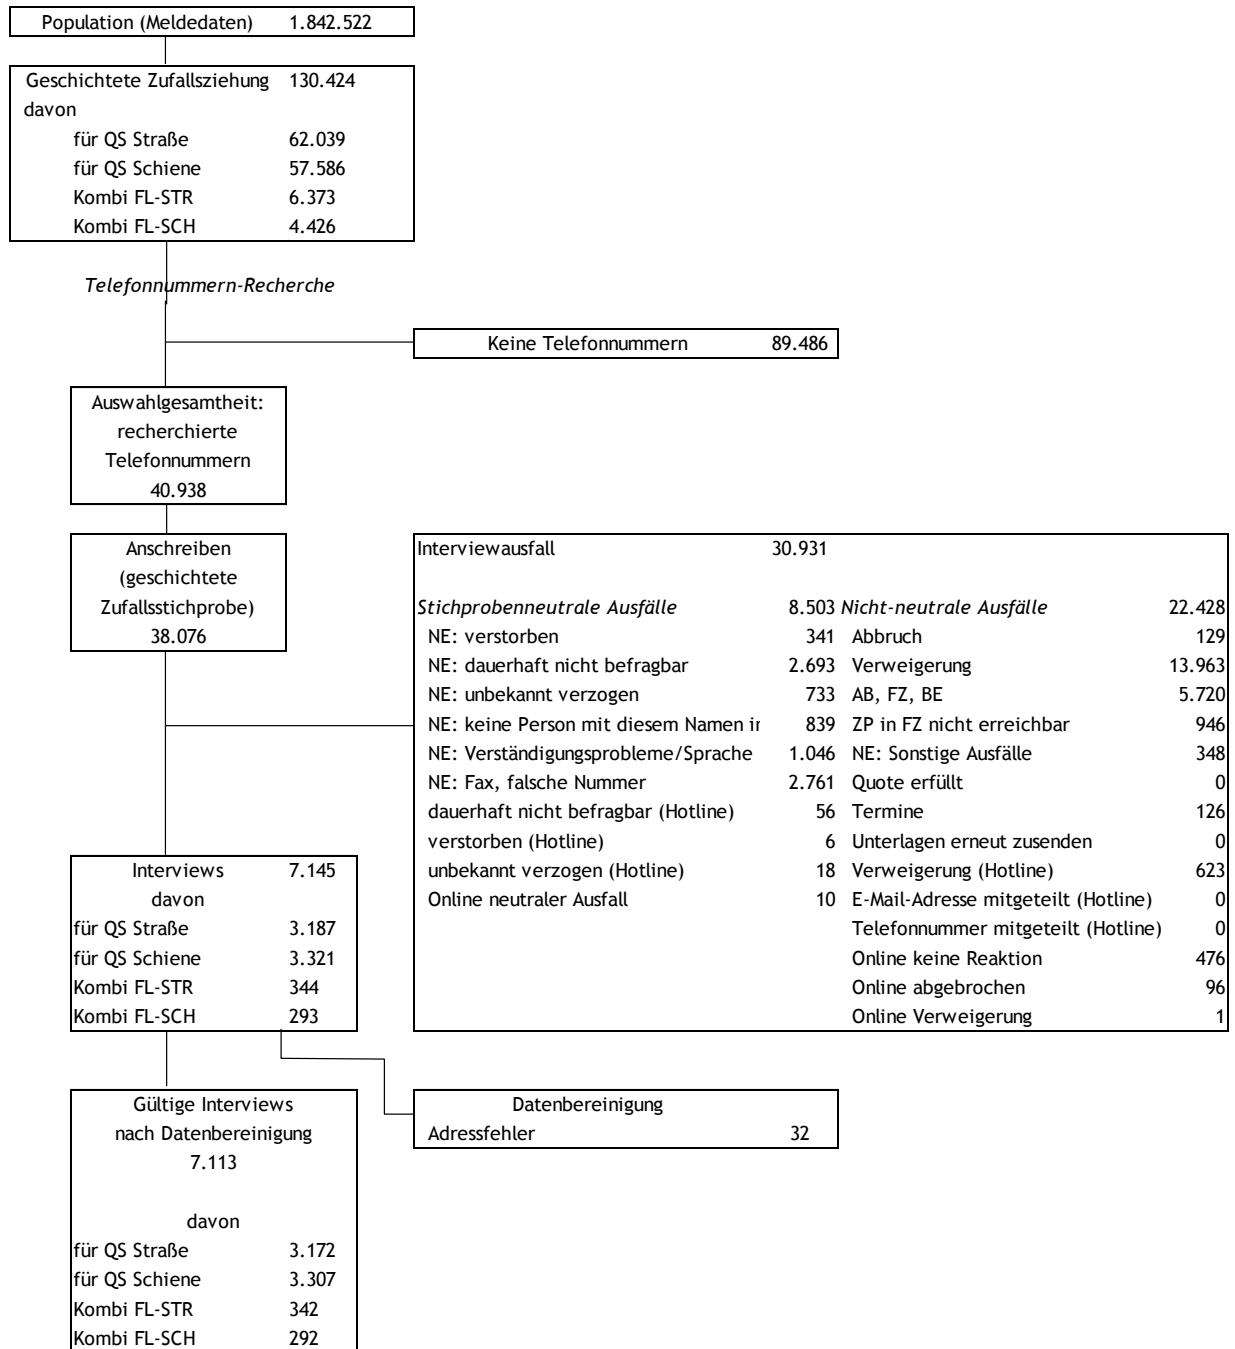 Population (Meldedaten) 1.842.522
Geschichtete Zufallsziehung 130.424
davon
für QS Straße 62.039
für QS Schiene 57.586
Kombi FL-STR 6.373
Kombi FL-SCH 4.426
Telefonnummern-Recherche
Keine Telefonnummern 89.486
Auswahlgesamtheit:
recherchierte
Telefonnummern
40.938
Anschreiben
(geschichtete
Zufallsstichprobe)
38.076
Interviewausfall 30.931
Stichprobenneutrale Ausfälle 8.503 Nicht-neutrale Ausfälle 22.428
NE: verstorben 341 Abbruch 129
NE: dauerhaft nicht befragbar 2.693 Verweigerung 13.963
NE: unbekannt verzogen 733 AB, FZ, BE 5.720
NE: keine Person mit diesem Namen ir 839 ZP in FZ nicht erreichbar 946
NE: Verständigungsprobleme/Sprache 1.046 NE: Sonstige Ausfälle 348
NE: Fax, falsche Nummer 2.761 Quote erfüllt 0
dauerhaft nicht befragbar (Hotline) 56 Termine 126
verstorben (Hotline) 6 Unterlagen erneut zusenden 0
unbekannt verzogen (Hotline) 18 Verweigerung (Hotline) 623
Online neutraler Ausfall 10 E-Mail-Adresse mitgeteilt (Hotline) 0
Telefonnummer mitgeteilt (Hotline) 0
Online keine Reaktion 476
Online abgebrochen 96
Online Verweigerung 1
Interviews 7.145
davon
für QS Straße 3.187
für QS Schiene 3.321
Kombi FL-STR 344
Kombi FL-SCH 293
Gültige Interviews
nach Datenbereinigung
7.113
davon
für QS Straße 3.172
für QS Schiene 3.307
Kombi FL-STR 342
Kombi FL-SCH 292
Datenbereinigung
Adressfehler 32